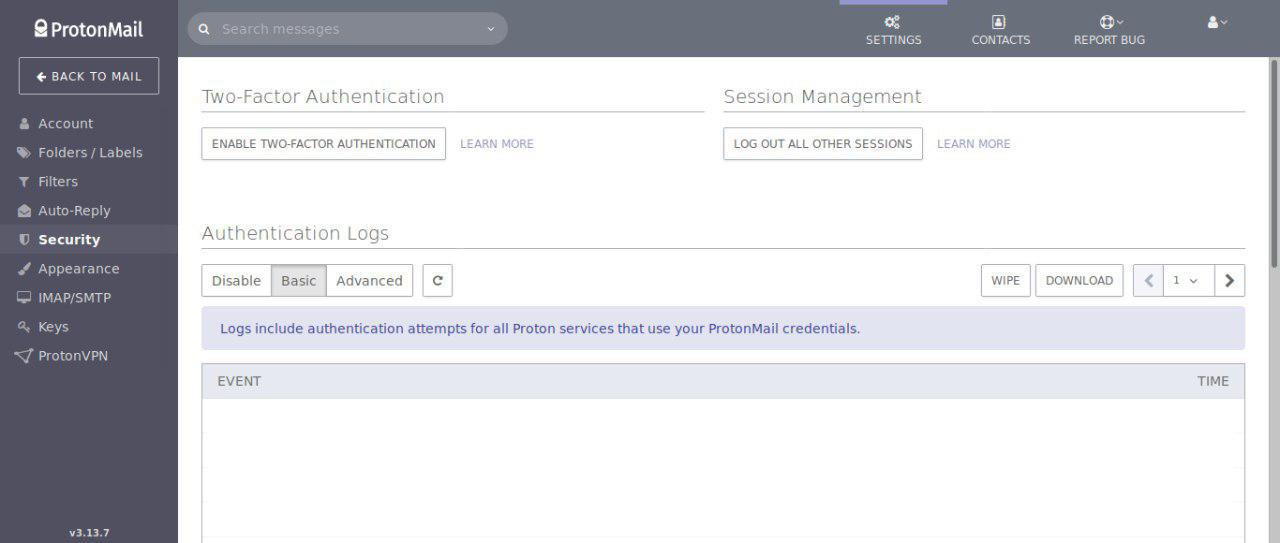 ProtonMail
Search messages
SETTINGS
CONTACTS
REPORT BUG
BACK TO MAIL
Account
Folders / Labels
Filters
Auto-Reply
Security
Appearance
IMAP/SMTP
Keys
ProtonVPN
v3.13.7
Two-Factor Authentication
ENABLE TWO-FACTOR AUTHENTICATION LEARN MORE
Session Management
LOG OUT ALL OTHER SESSIONS LEARN MORE
Authentication Logs
Disable Basic Advanced WIPE DOWNLOAD 1
Logs include authentication attempts for all Proton services that use your ProtonMail credentials.
EVENT TIME